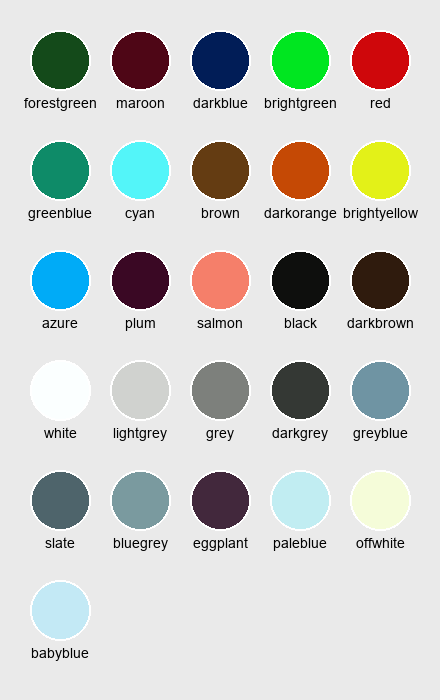 forestgreen maroon darkblue brightgreen red
greenblue cyan brown darkorange brightyellow
azure plum salmon black darkbrown
white lightgrey grey darkgrey greyblue
slate bluegrey eggplant paleblue offwhite
babyblue